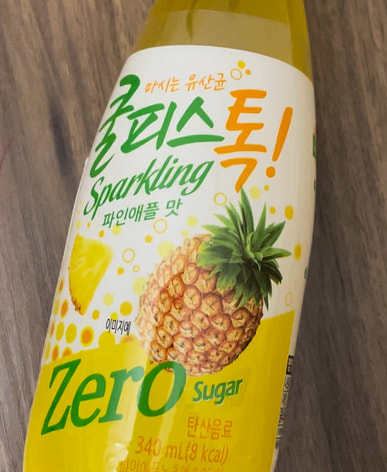 마시는 유산균
쿨피스톡!
Sparkling
파인애플 맛
이미지예
Zero Sugar
탄산음료
340 mL(8 kcal)